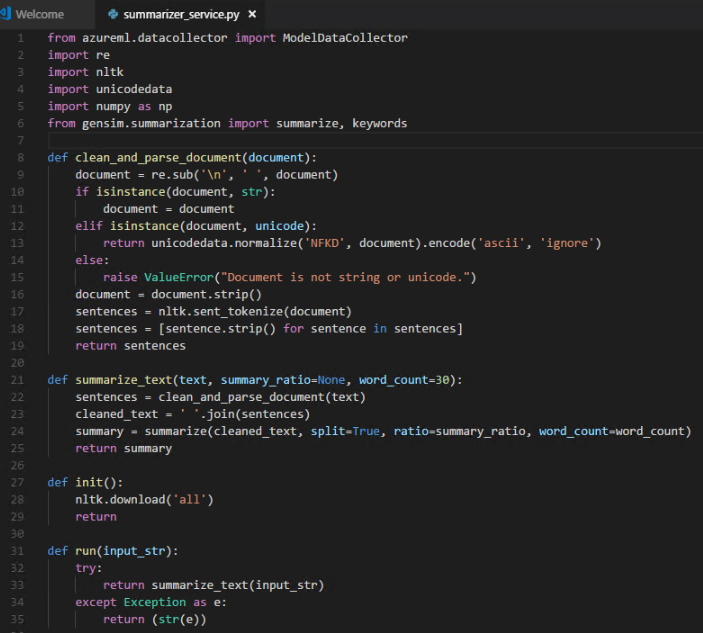 Welcome summarizer_service.py ×
1 from azureml.datacollector import ModelDataCollector
2 import re
3 import nltk
4 import unicodedata
5 import numpy as np
6 from gensim.summarization import summarize, keywords
7
8 def clean_and_parse_document(document):
9     document = re.sub('\n', ' ', document)
10     if isinstance(document, str):
11         document = document
12     elif isinstance(document, unicode):
13         return unicodedata.normalize('NFKD', document).encode('ascii', 'ignore')
14     else:
15         raise ValueError("Document is not string or unicode.")
16     document = document.strip()
17     sentences = nltk.sent_tokenize(document)
18     sentences = [sentence.strip() for sentence in sentences]
19     return sentences
20
21 def summarize_text(text, summary_ratio=None, word_count=30):
22     sentences = clean_and_parse_document(text)
23     cleaned_text = ' '.join(sentences)
24     summary = summarize(cleaned_text, split=True, ratio=summary_ratio, word_count=word_count)
25     return summary
26
27 def init():
28     nltk.download('all')
29     return
30
31 def run(input_str):
32     try:
33         return summarize_text(input_str)
34     except Exception as e:
35         return (str(e))